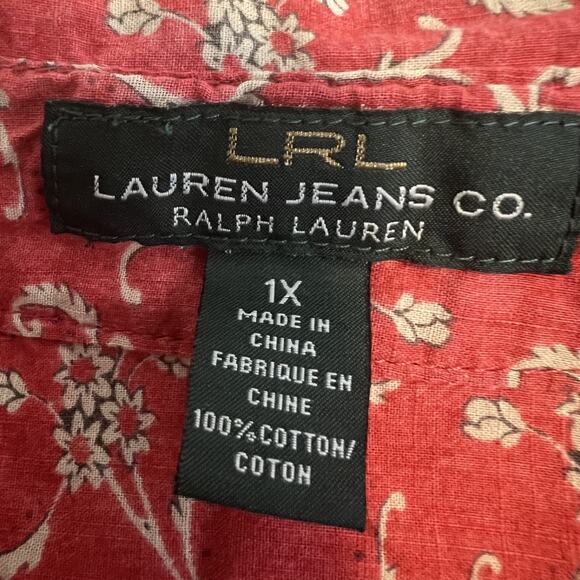 LRL
LAUREN JEANS CO.
RALPH LAUREN
1X
MADE IN
CHINA
FABRIQUE EN
CHINE
100%COTTON/
COTON